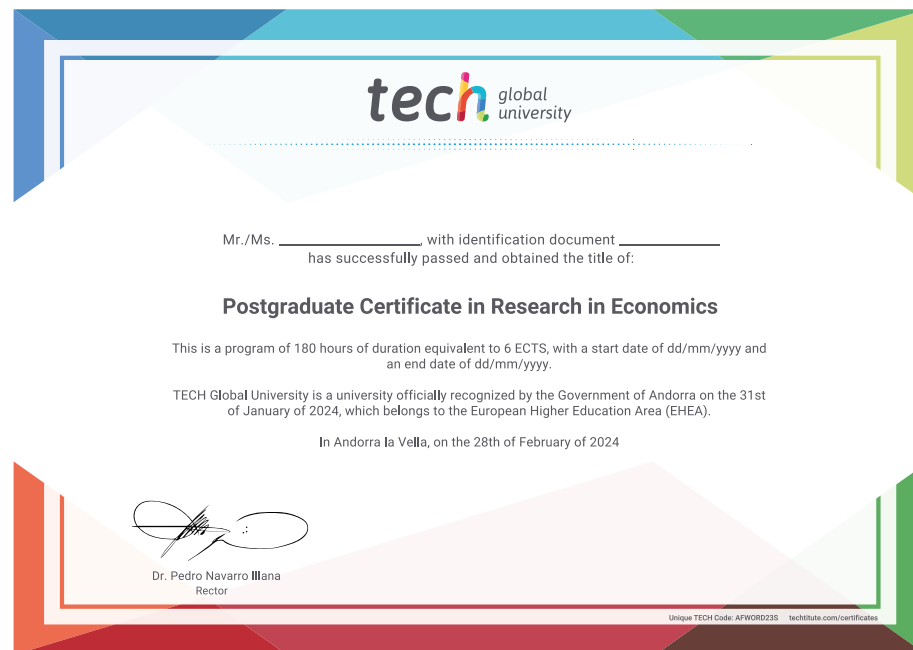 tech global university
Mr./Ms. ____________________, with identification document ______________
has successfully passed and obtained the title of:
Postgraduate Certificate in Research in Economics
This is a program of 180 hours of duration equivalent to 6 ECTS, with a start date of dd/mm/yyyy and
an end date of dd/mm/yyyy.
TECH Global University is a university officially recognized by the Government of Andorra on the 31st
of January of 2024, which belongs to the European Higher Education Area (EHEA).
In Andorra la Vella, on the 28th of February of 2024
Dr. Pedro Navarro Illana
Rector
Unique TECH Code: AFWORD23S techtitute.com/certificates